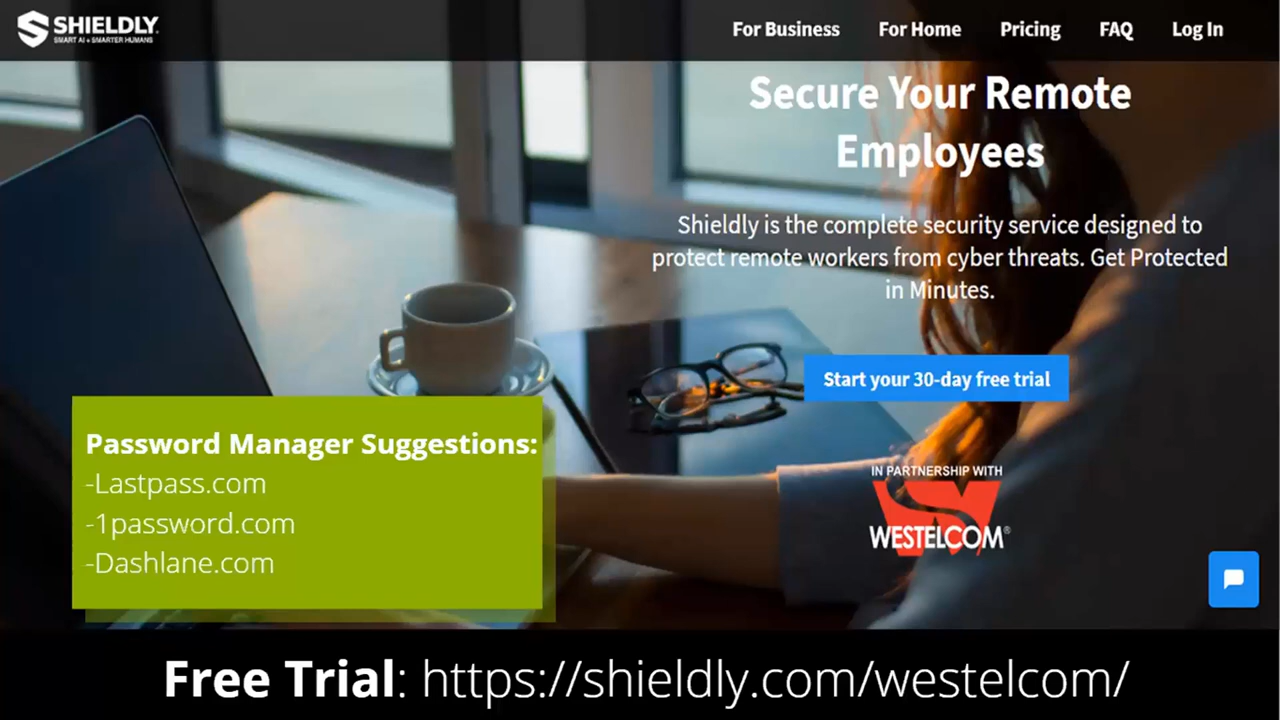 SHIELDLY
SMART AI + SMARTER HUMANS
For Business For Home Pricing FAQ Log In
Secure Your Remote
Employees
Shieldly is the complete security service designed to
protect remote workers from cyber threats. Get Protected
in Minutes.
Start your 30-day free trial
IN PARTNERSHIP WITH
WESTELCOM®
Password Manager Suggestions:
-Lastpass.com
-1password.com
-Dashlane.com
Free Trial: https://shieldly.com/westelcom/